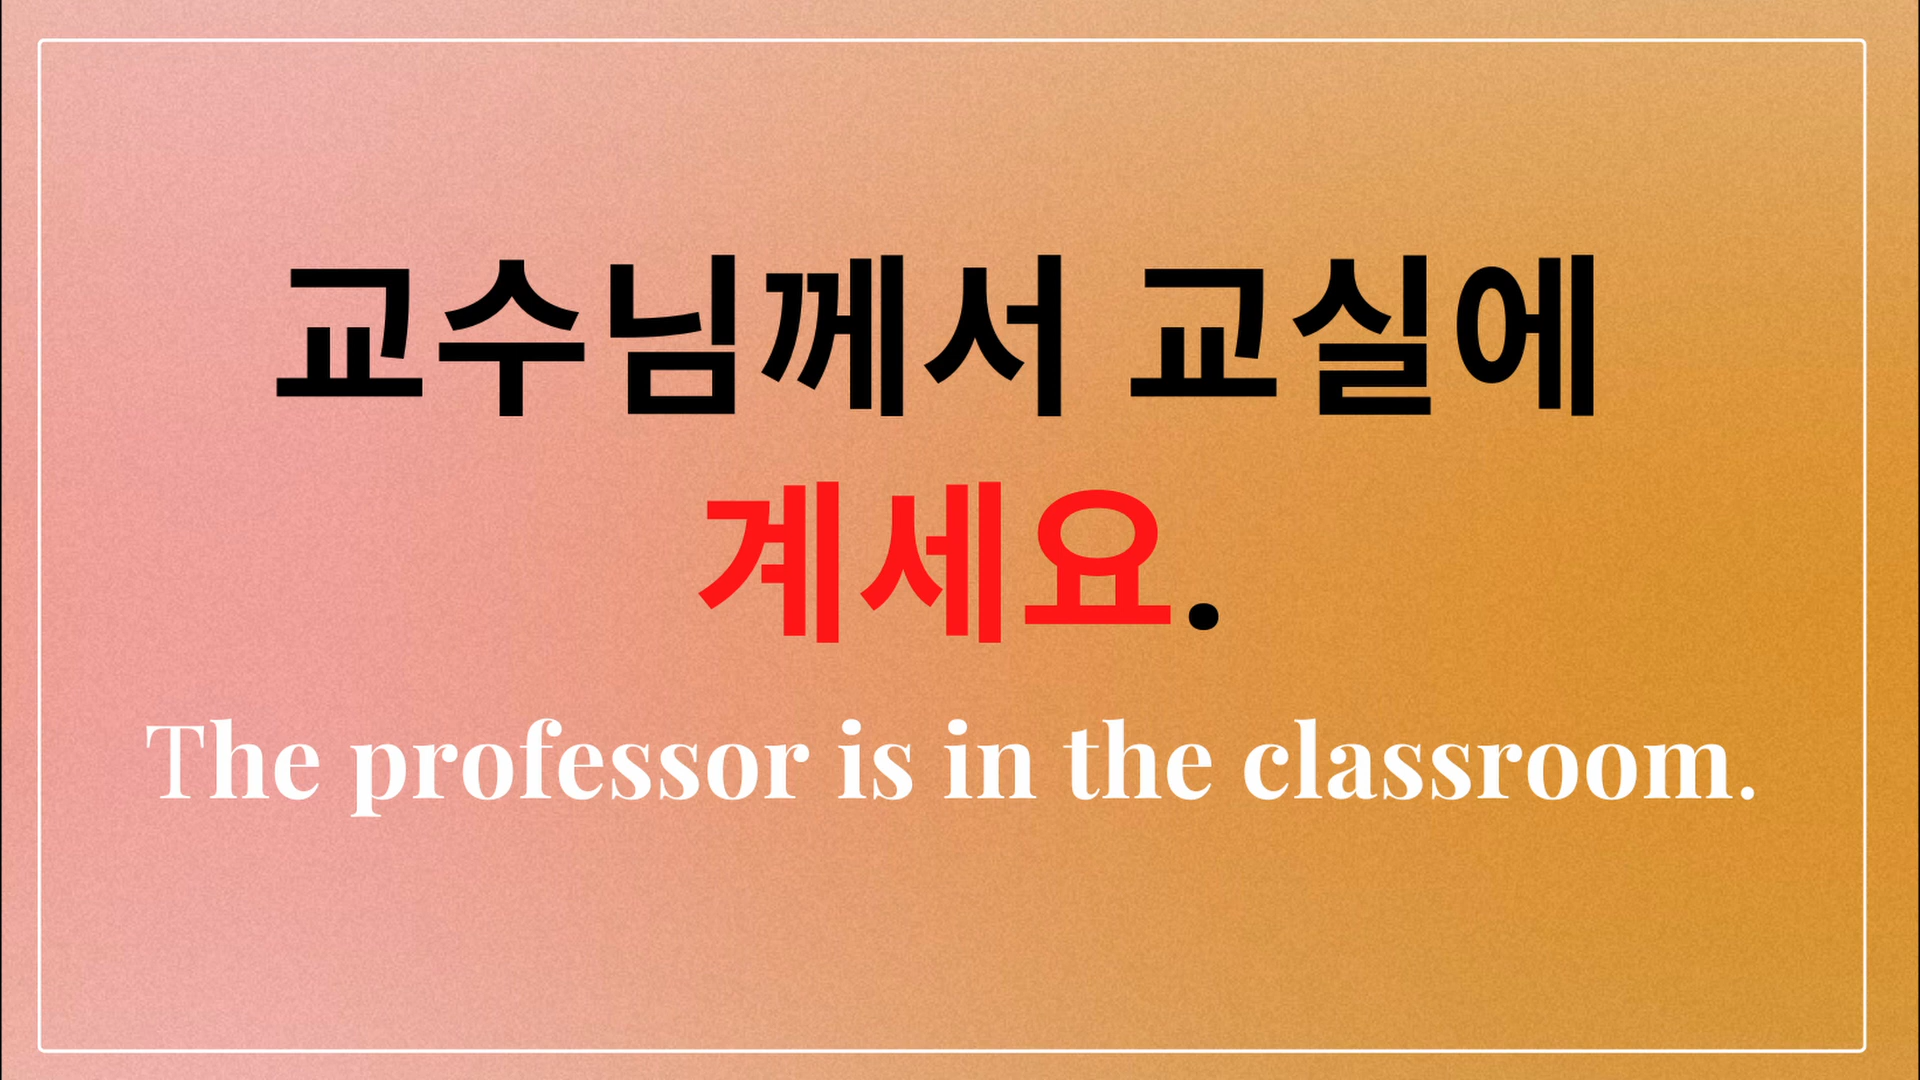 교수님께서 교실에
계세요.
The professor is in the classroom.